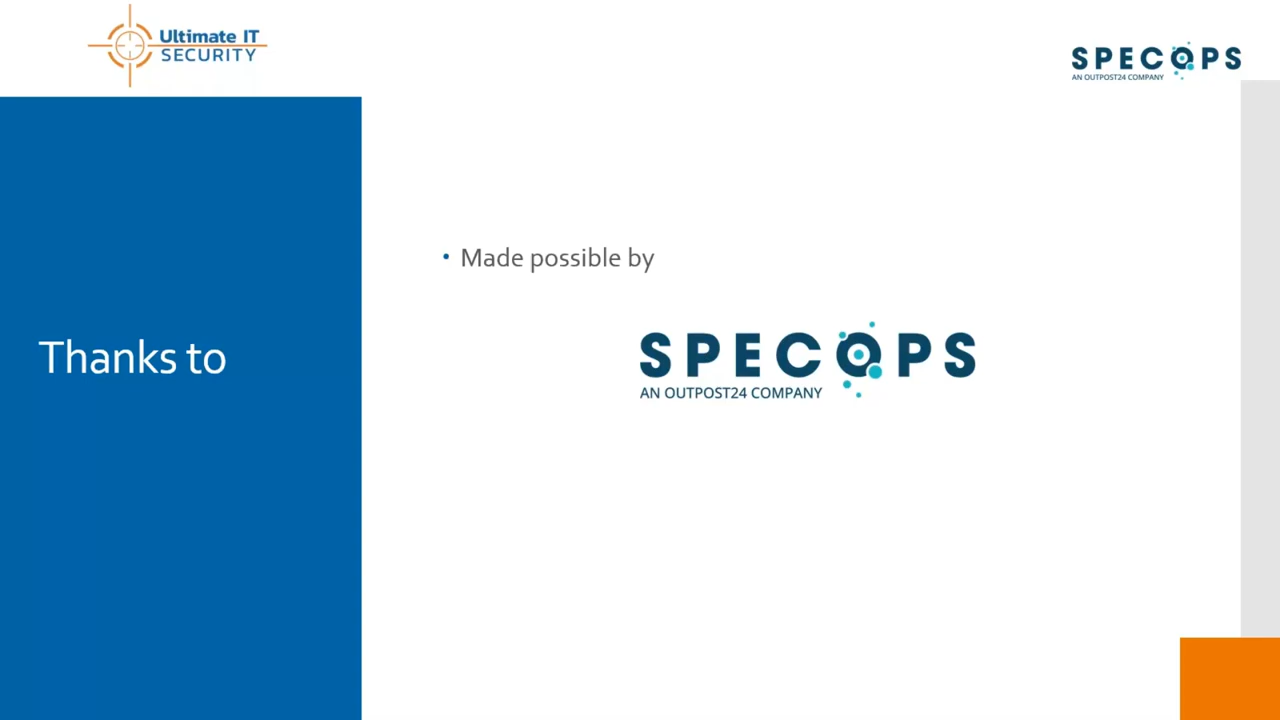 Ultimate IT
SECURITY
SPECOPS
AN OUTPOST24 COMPANY
Thanks to
• Made possible by
SPECOPS
AN OUTPOST24 COMPANY